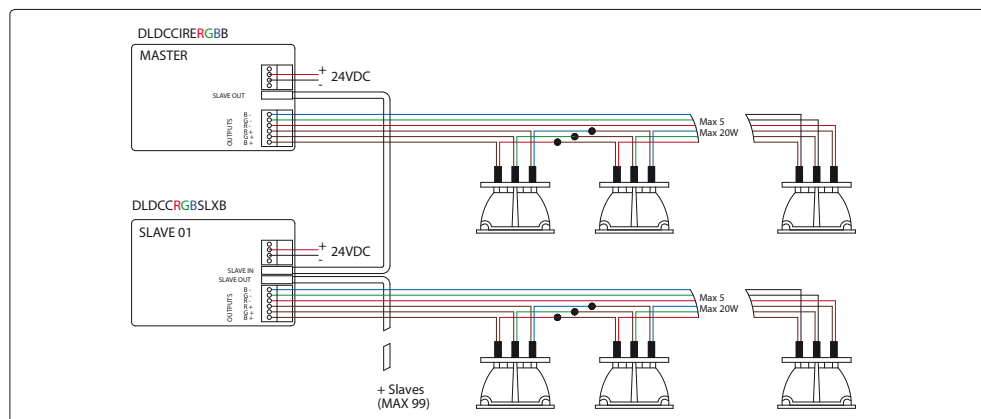 DLDCCIRERGBB
MASTER
+
24VDC
-
SLAVE OUT
OUTPUTS
B -
G -
R -
R +
G +
B +
Max 5
Max 20W
DLDCCRGBSLXB
SLAVE 01
+
24VDC
-
SLAVE IN
SLAVE OUT
OUTPUTS
B -
G -
R -
R +
G +
B +
Max 5
Max 20W
+ Slaves
(MAX 99)